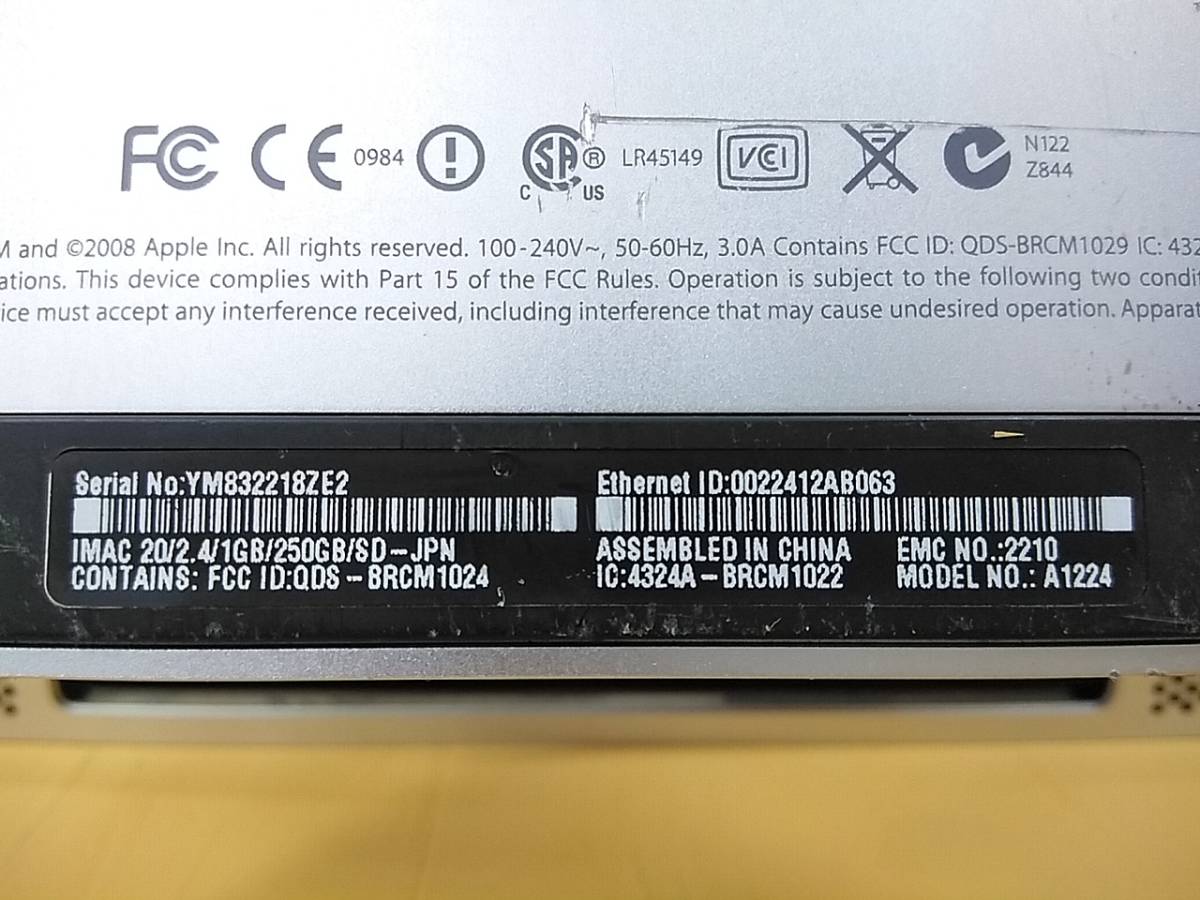 FC CE 0984 ! SA® C US LR45149 VCI N122
Z844
M and ©2008 Apple Inc. All rights reserved. 100-240V~, 50-60Hz, 3.0A Contains FCC ID: QDS-BRCM1029 IC: 432
ations. This device complies with Part 15 of the FCC Rules. Operation is subject to the following two condit
ice must accept any interference received, including interference that may cause undesired operation. Apparat
Serial No:YM832218ZE2
IMAC 20/2.4/1GB/250GB/SD-JPN
CONTAINS: FCC ID:QDS-BRCM1024
Ethernet ID:0022412AB063
ASSEMBLED IN CHINA EMC NO.:2210
IC:4324A-BRCM1022 MODEL NO.: A1224